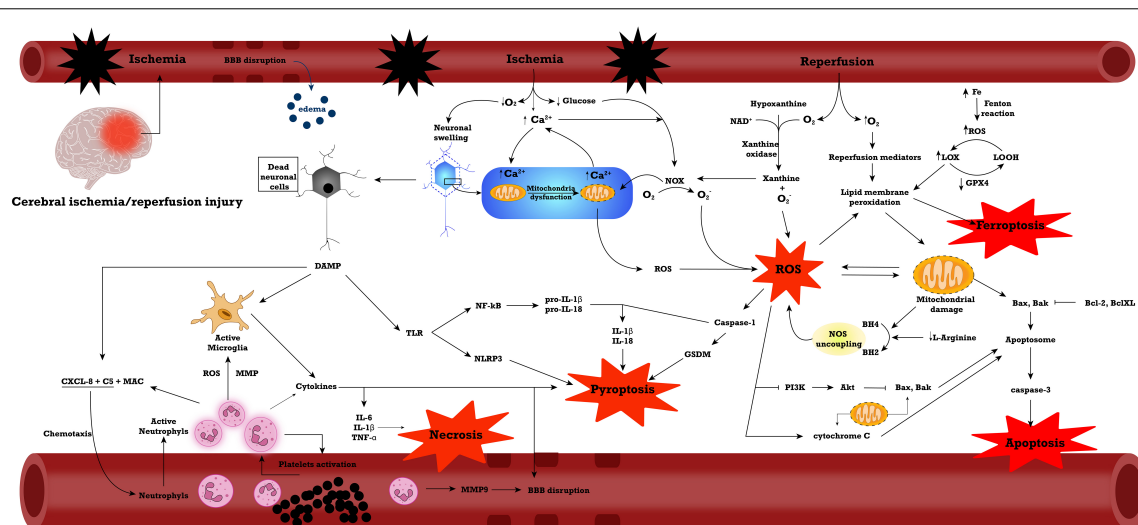 Ischemia
BBB disruption
edema
Cerebral ischemia/reperfusion injury
Ischemia
↓O₂
↓ Glucose
↑ Ca²⁺
Neuronal
swelling
Dead
neuronal
cells
↑Ca²⁺
Mitochondria
dysfunction
↑Ca²⁺
NOX
O₂
O₂⁻
ROS
Reperfusion
Hypoxanthine
NAD⁺
O₂
Xanthine
oxidase
Xanthine
+
O₂⁻
↑O₂
Reperfusion mediators
Lipid membrane
peroxidation
↑ Fe
Fenton
reaction
↑ROS
↑LOX
LOOH
↓ GPX4
Ferroptosis
ROS
Mitochondrial
damage
Bax, Bak
Bcl-2, BclXL
NOS
uncoupling
BH4
BH2
↓L-Arginine
Apoptosome
caspase-3
Apoptosis
PI3K
Akt
Bax, Bak
cytochrome C
DAMP
Active
Microglia
ROS
MMP
TLR
NF-kB
pro-IL-1β
pro-IL-18
IL-1β
IL-18
Caspase-1
GSDM
NLRP3
Pyroptosis
CXCL-8 + C5 + MAC
Cytokines
IL-6
IL-1β
TNF-α
Necrosis
Chemotaxis
Active
Neutrophyls
Neutrophyls
Platelets activation
MMP9
BBB disruption